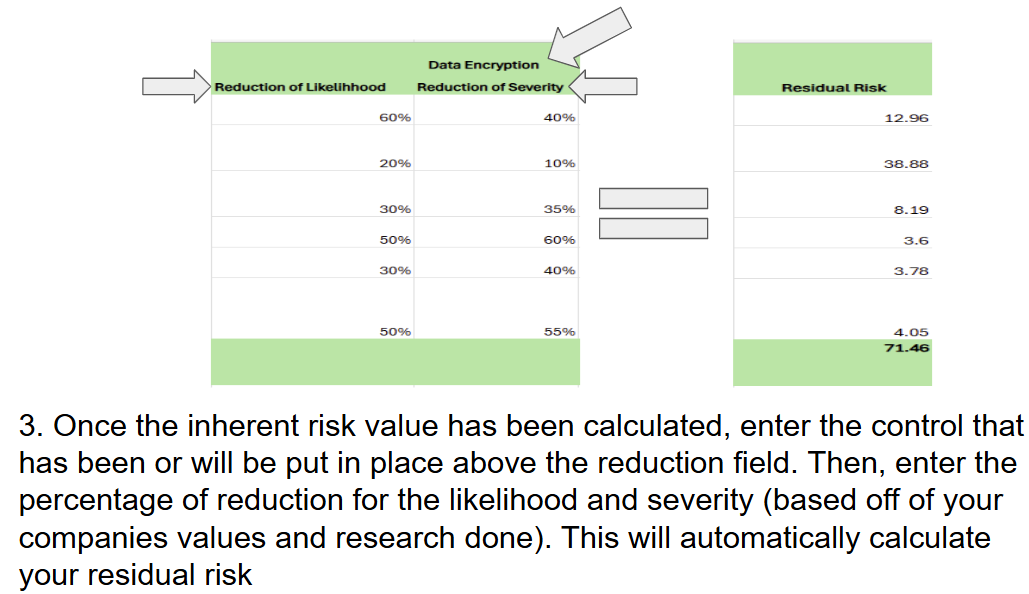 Data Encryption
Reduction of Likelihhood Reduction of Severity Residual Risk
60% 40% 12.96
20% 10% 38.88
30% 35% 8.19
50% 60% 3.6
30% 40% 3.78
50% 55% 4.05
71.46
3. Once the inherent risk value has been calculated, enter the control that
has been or will be put in place above the reduction field. Then, enter the
percentage of reduction for the likelihood and severity (based off of your
companies values and research done). This will automatically calculate
your residual risk